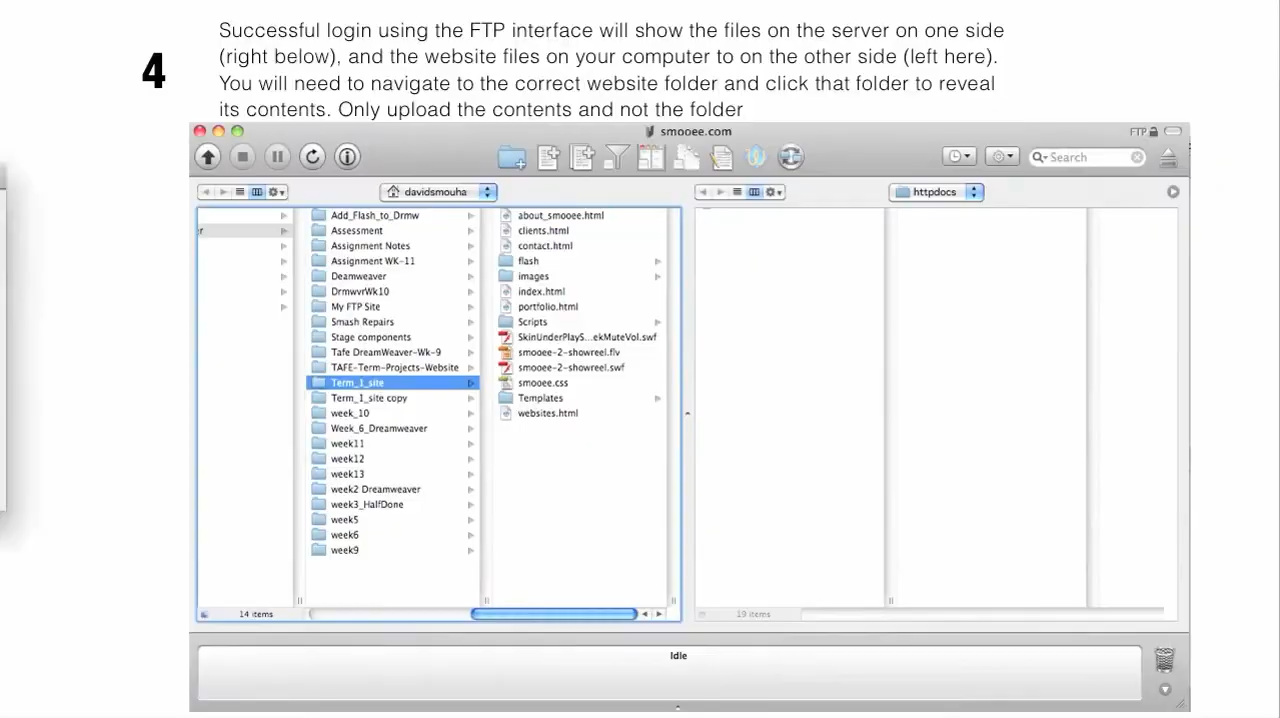 4
Successful login using the FTP interface will show the files on the server on one side
(right below), and the website files on your computer to on the other side (left here).
You will need to navigate to the correct website folder and click that folder to reveal
its contents. Only upload the contents and not the folder
smooee.com
FTP
Search
davidsmouha
httpdocs
Add_Flash_to_Drmw
Assessment
Assignment Notes
Assignment WK-11
Deamweaver
DrmwvrWk10
My FTP Site
Smash Repairs
Stage components
Tafe DreamWeaver-Wk-9
TAFE-Term-Projects-Website
Term_1_site
Term_1_site copy
week_10
Week_6_Dreamweaver
week11
week12
week13
week2 Dreamweaver
week3_HalfDone
week5
week6
week9
about_smooee.html
clients.html
contact.html
flash
images
index.html
portfolio.html
Scripts
SkinUnderPlayS...ekMuteVol.swf
smooee-2-showreel.flv
smooee-2-showreel.swf
smooee.css
Templates
websites.html
14 items
19 items
Idle